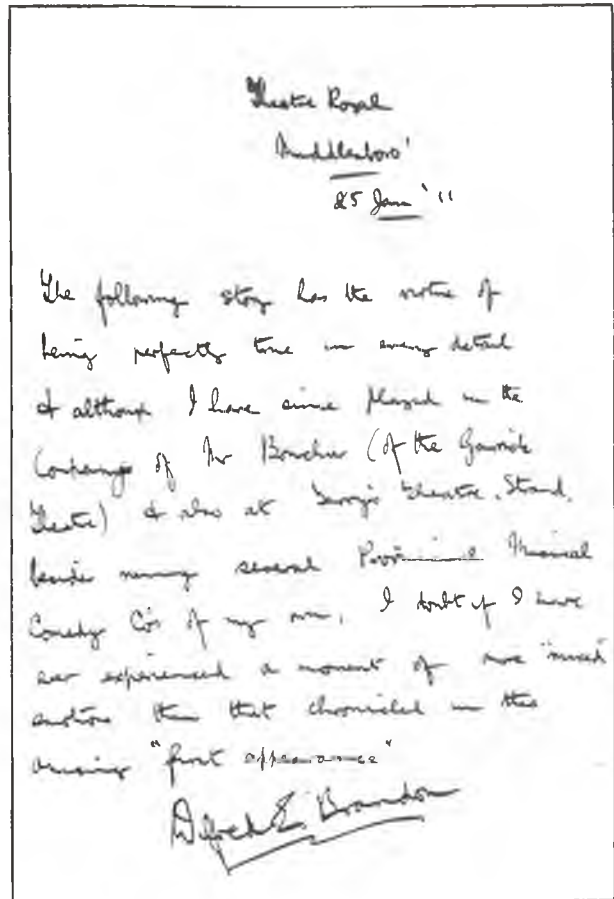 Theatre Royal
Middlesboro'
25 Jan '11
The following story has the virtue of
being perfectly true in every detail
& although I have since played in the
Company of Mr Bourchier (of the Garrick
Theatre) & also at Terry's Theatre, Strand,
beside running several Provincial Musical
Comedy Co's of my own, I doubt if I have
ever experienced a moment of more "mixed"
emotions than that chronicled in this
amusing "first appearance"
Alfred E. Brandon